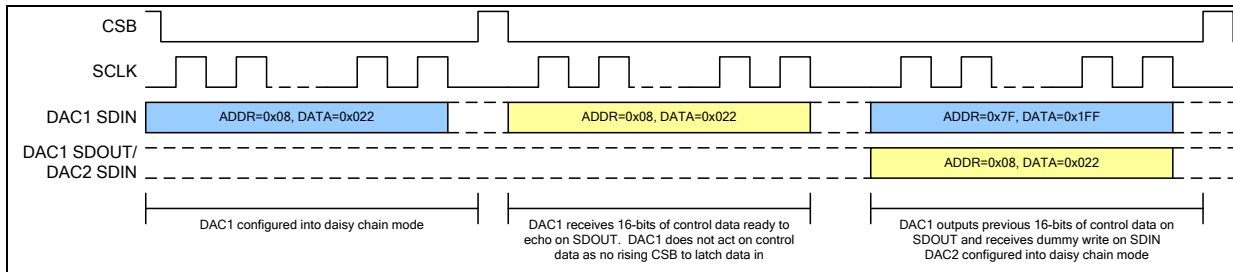 CSB
SCLK
DAC1 SDIN
ADDR=0x08, DATA=0x022
ADDR=0x08, DATA=0x022
ADDR=0x7F, DATA=0x1FF
DAC1 SDOUT/
DAC2 SDIN
ADDR=0x08, DATA=0x022
DAC1 configured into daisy chain mode
DAC1 receives 16-bits of control data ready to
echo on SDOUT. DAC1 does not act on control
data as no rising CSB to latch data in
DAC1 outputs previous 16-bits of control data on
SDOUT and receives dummy write on SDIN
DAC2 configured into daisy chain mode